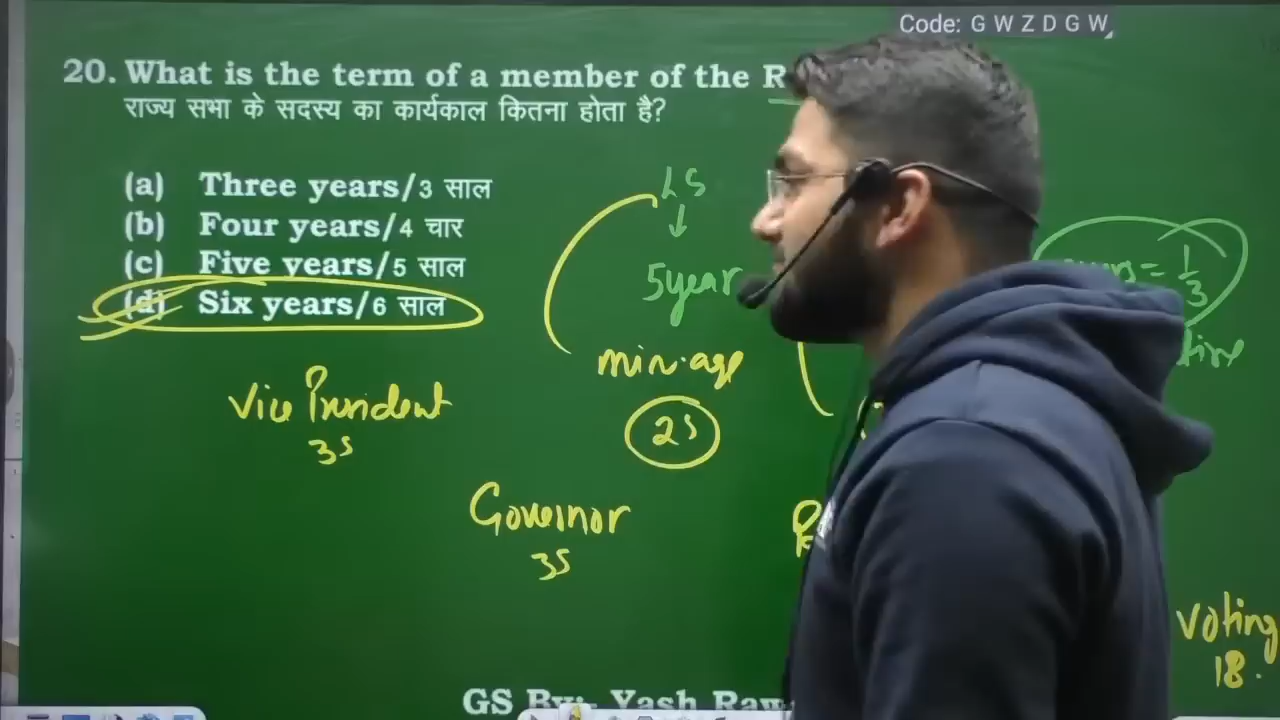 Code: G W Z D G W
20. What is the term of a member of the R
राज्य सभा के सदस्य का कार्यकाल कितना होता है?
(a) Three years/3 साल
(b) Four years/4 चार
(c) Five years/5 साल
(d) Six years/6 साल
LS
↓
5year
= 1/3
min.age
25
Vice President
35
Governor
35
Voting
18.
GS By:- Yash Raw